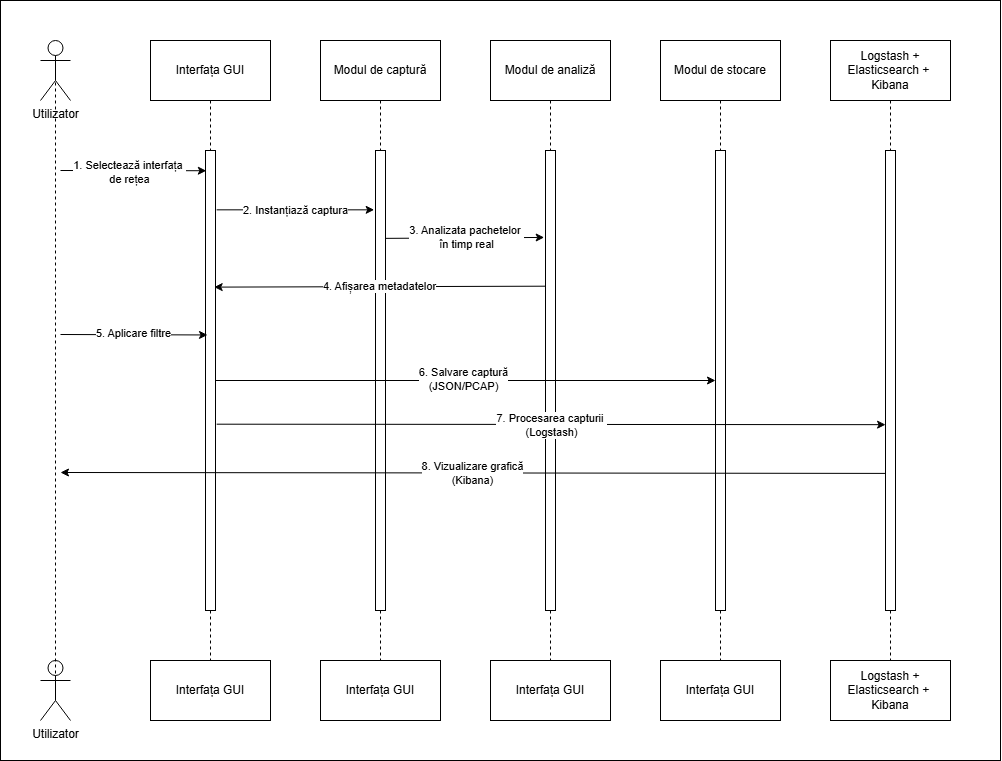 Utilizator
Interfața GUI
Modul de captură
Modul de analiză
Modul de stocare
Logstash +
Elasticsearch +
Kibana
1. Selectează interfața
de rețea
2. Instanțiază captura
3. Analizata pachetelor
în timp real
4. Afișarea metadatelor
5. Aplicare filtre
6. Salvare captură
(JSON/PCAP)
7. Procesarea capturii
(Logstash)
8. Vizualizare grafică
(Kibana)
Utilizator
Interfața GUI
Interfața GUI
Interfața GUI
Interfața GUI
Logstash +
Elasticsearch +
Kibana